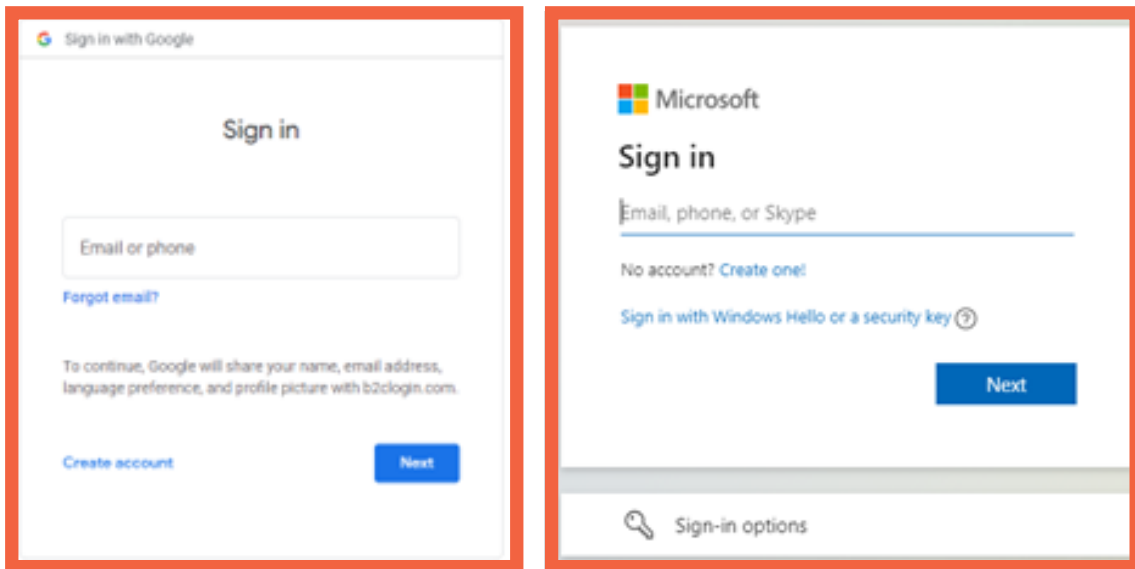 Sign in with Google
Sign in
Email or phone
Forgot email?
To continue, Google will share your name, email address,
language preference, and profile picture with b2clogin.com.
Create account
Next
Microsoft
Sign in
Email, phone, or Skype
No account? Create one!
Sign in with Windows Hello or a security key
Next
Sign-in options